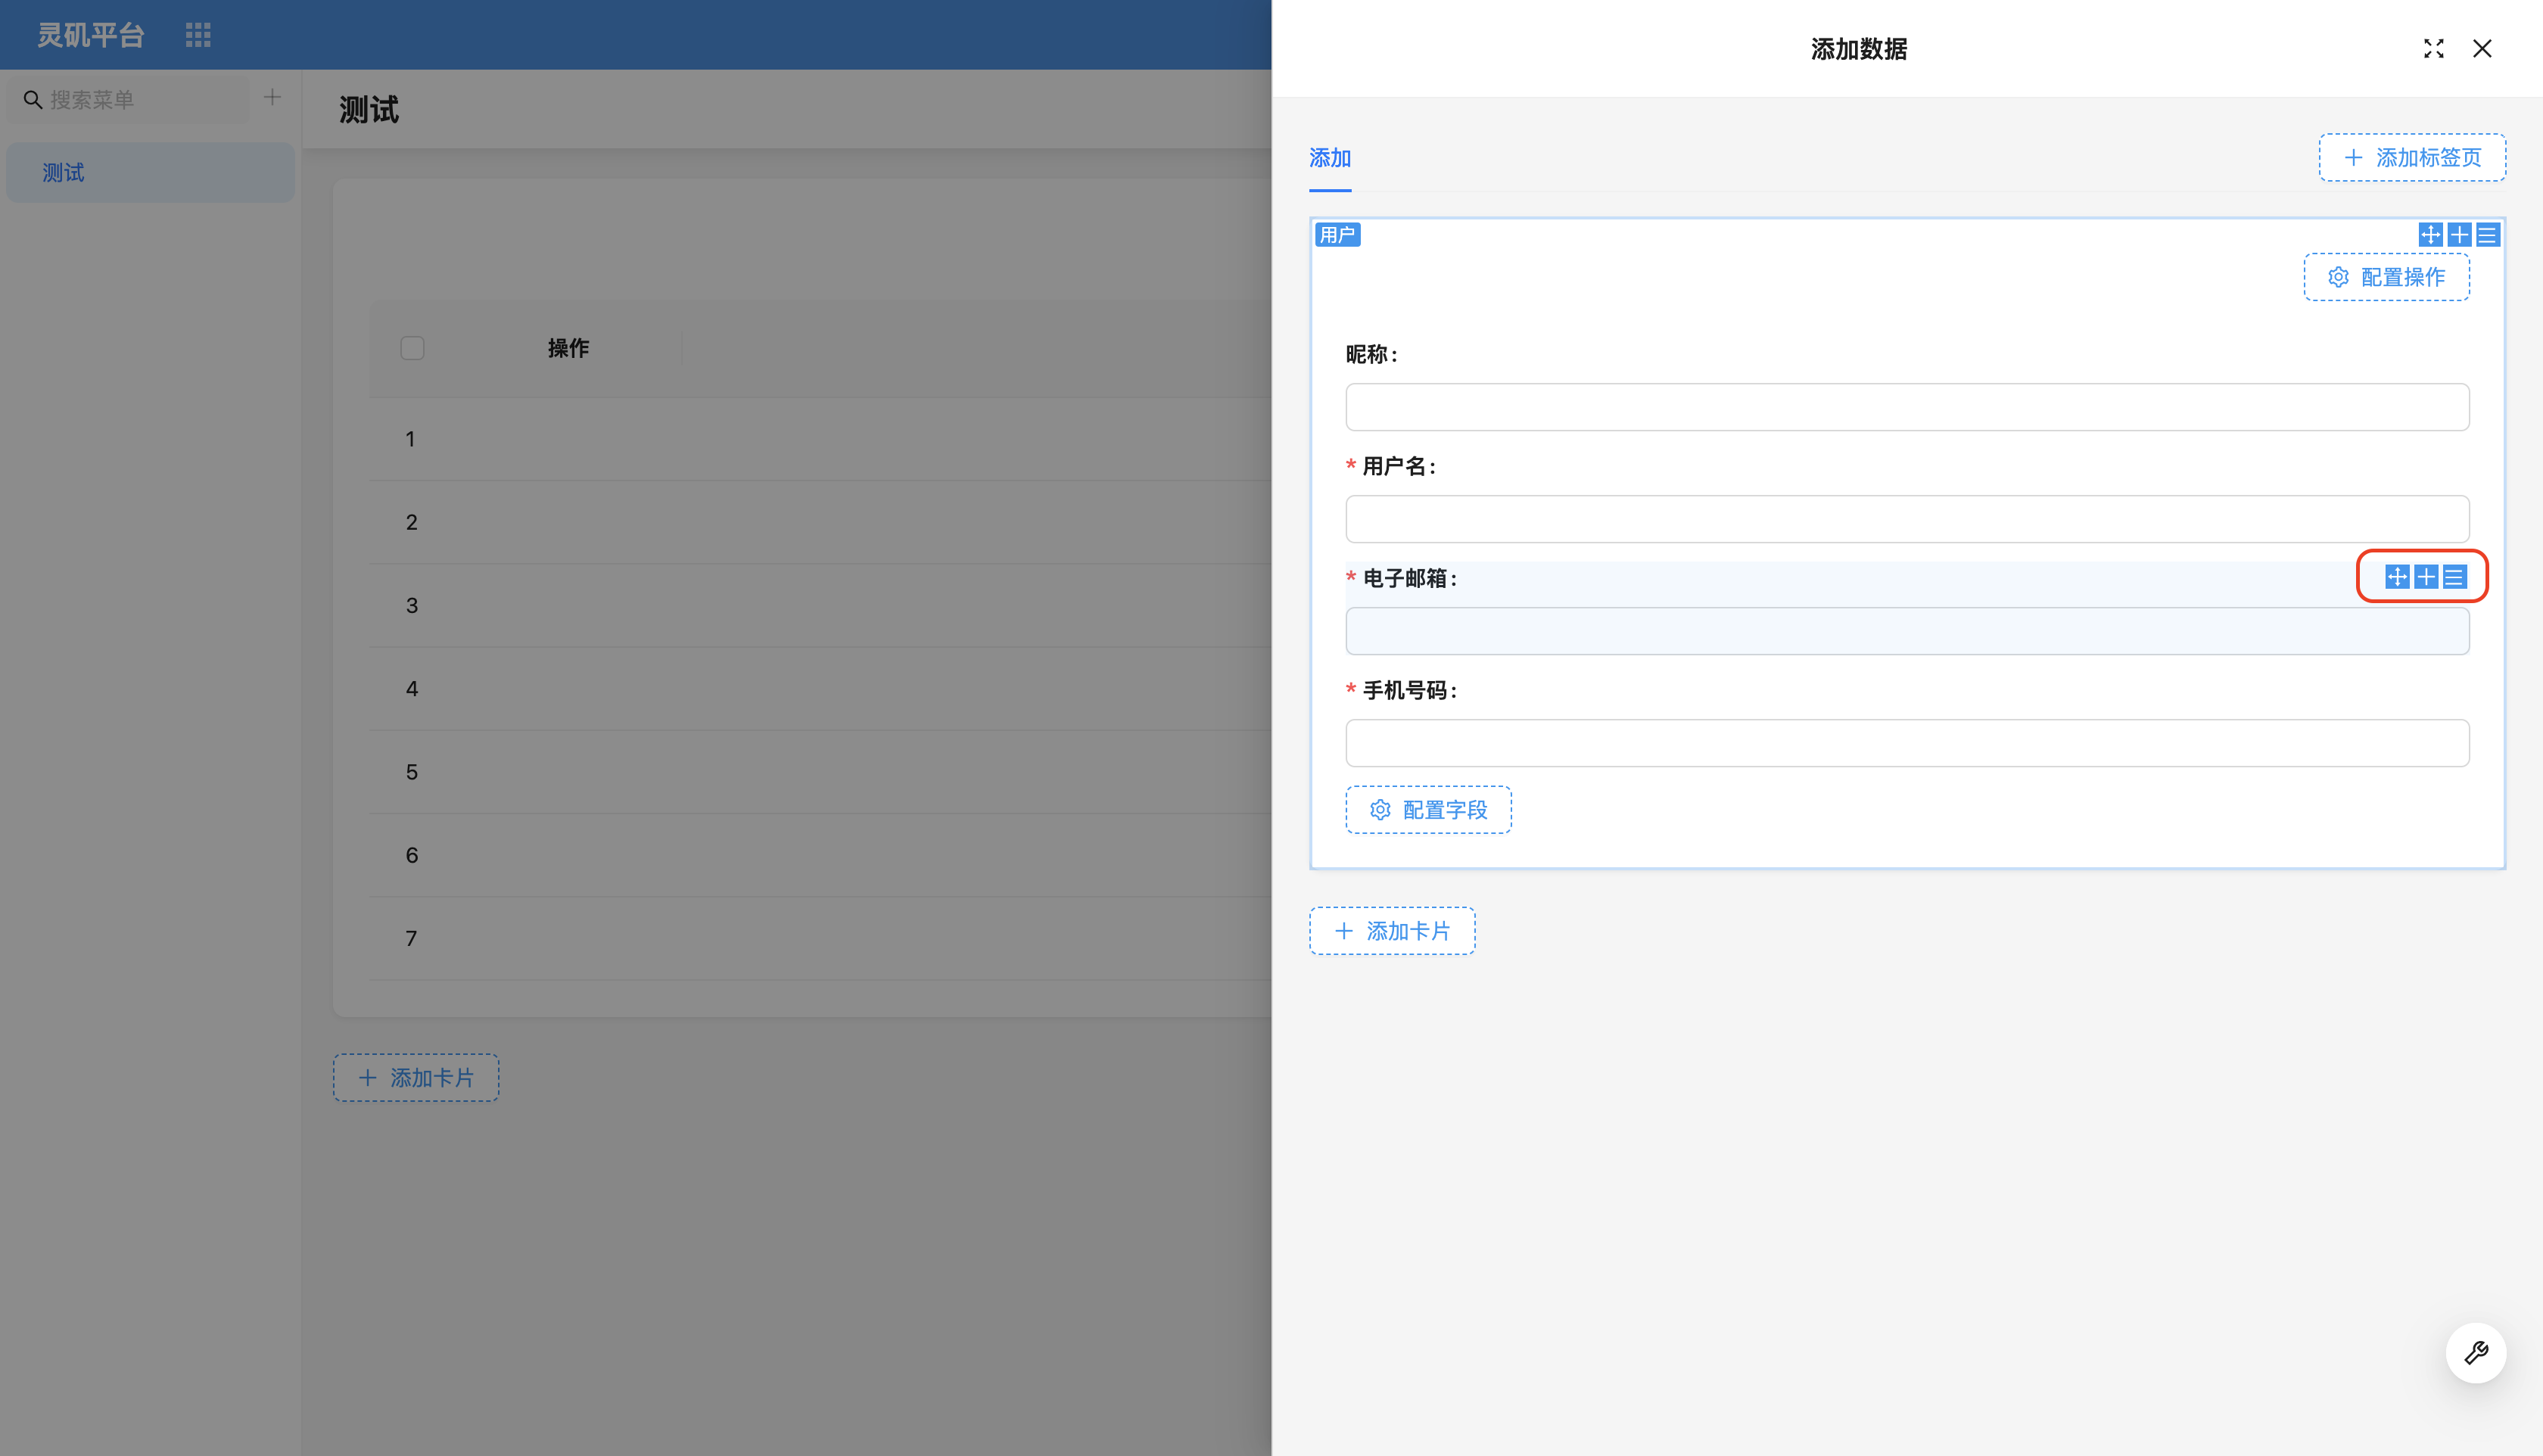 灵矶平台
搜索菜单
测试
测试
操作
1
2
3
4
5
6
7
添加卡片
添加数据
添加
添加标签页
用户
配置操作
昵称：
* 用户名：
* 电子邮箱：
* 手机号码：
配置字段
添加卡片